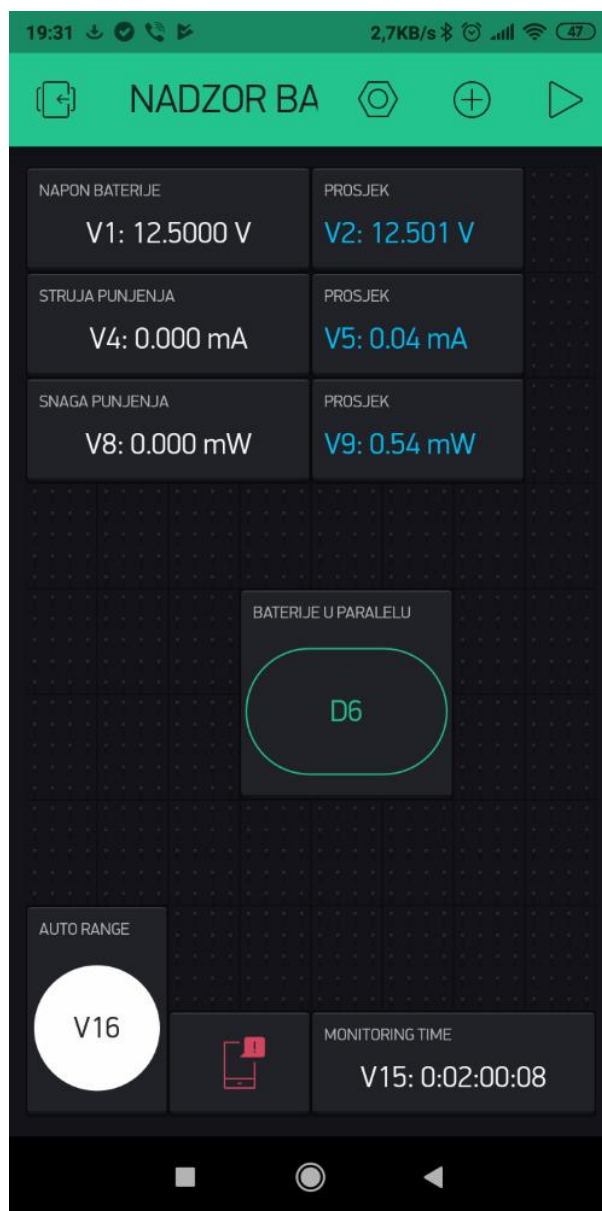 19:31 2,7KB/s 47
NADZOR BA
NAPON BATERIJE PROSJEK
V1: 12.5000 V V2: 12.501 V
STRUJA PUNJENJA PROSJEK
V4: 0.000 mA V5: 0.04 mA
SNAGA PUNJENJA PROSJEK
V8: 0.000 mW V9: 0.54 mW
BATERIJE U PARALELU
D6
AUTO RANGE
V16
MONITORING TIME
V15: 0:02:00:08